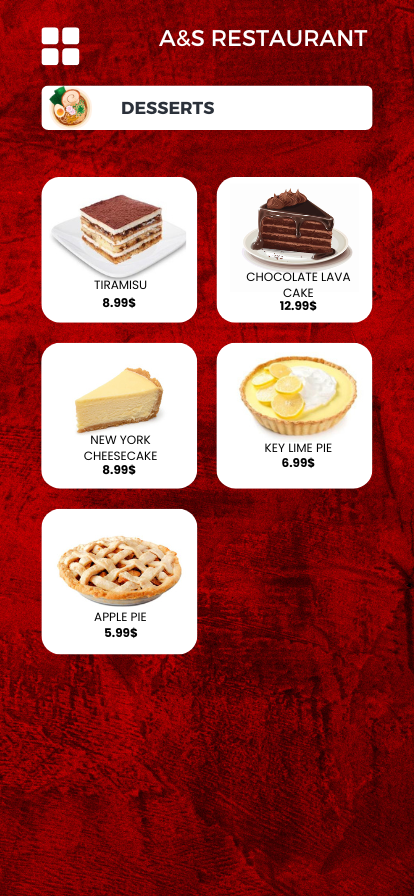 A&S RESTAURANT
DESSERTS
TIRAMISU
8.99$
CHOCOLATE LAVA
CAKE
12.99$
NEW YORK
CHEESECAKE
8.99$
KEY LIME PIE
6.99$
APPLE PIE
5.99$